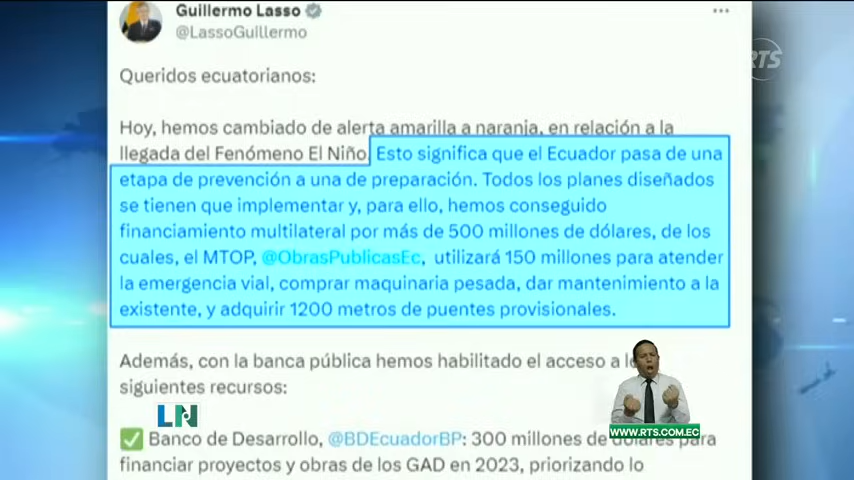 Guillermo Lasso
@LassoGuillermo
RTS
Queridos ecuatorianos:
Hoy, hemos cambiado de alerta amarilla a naranja, en relación a la
llegada del Fenómeno El Niño. Esto significa que el Ecuador pasa de una
etapa de prevención a una de preparación. Todos los planes diseñados
se tienen que implementar y, para ello, hemos conseguido
financiamiento multilateral por más de 500 millones de dólares, de los
cuales, el MTOP, @ObrasPublicasEc, utilizará 150 millones para atender
la emergencia vial, comprar maquinaria pesada, dar mantenimiento a la
existente, y adquirir 1200 metros de puentes provisionales.
Además, con la banca pública hemos habilitado el acceso a
siguientes recursos:
LN
WWW.RTS.COM.EC
Banco de Desarrollo, @BDEcuadorBP: 300 millones de dólares para
financiar proyectos y obras de los GAD en 2023, priorizando lo